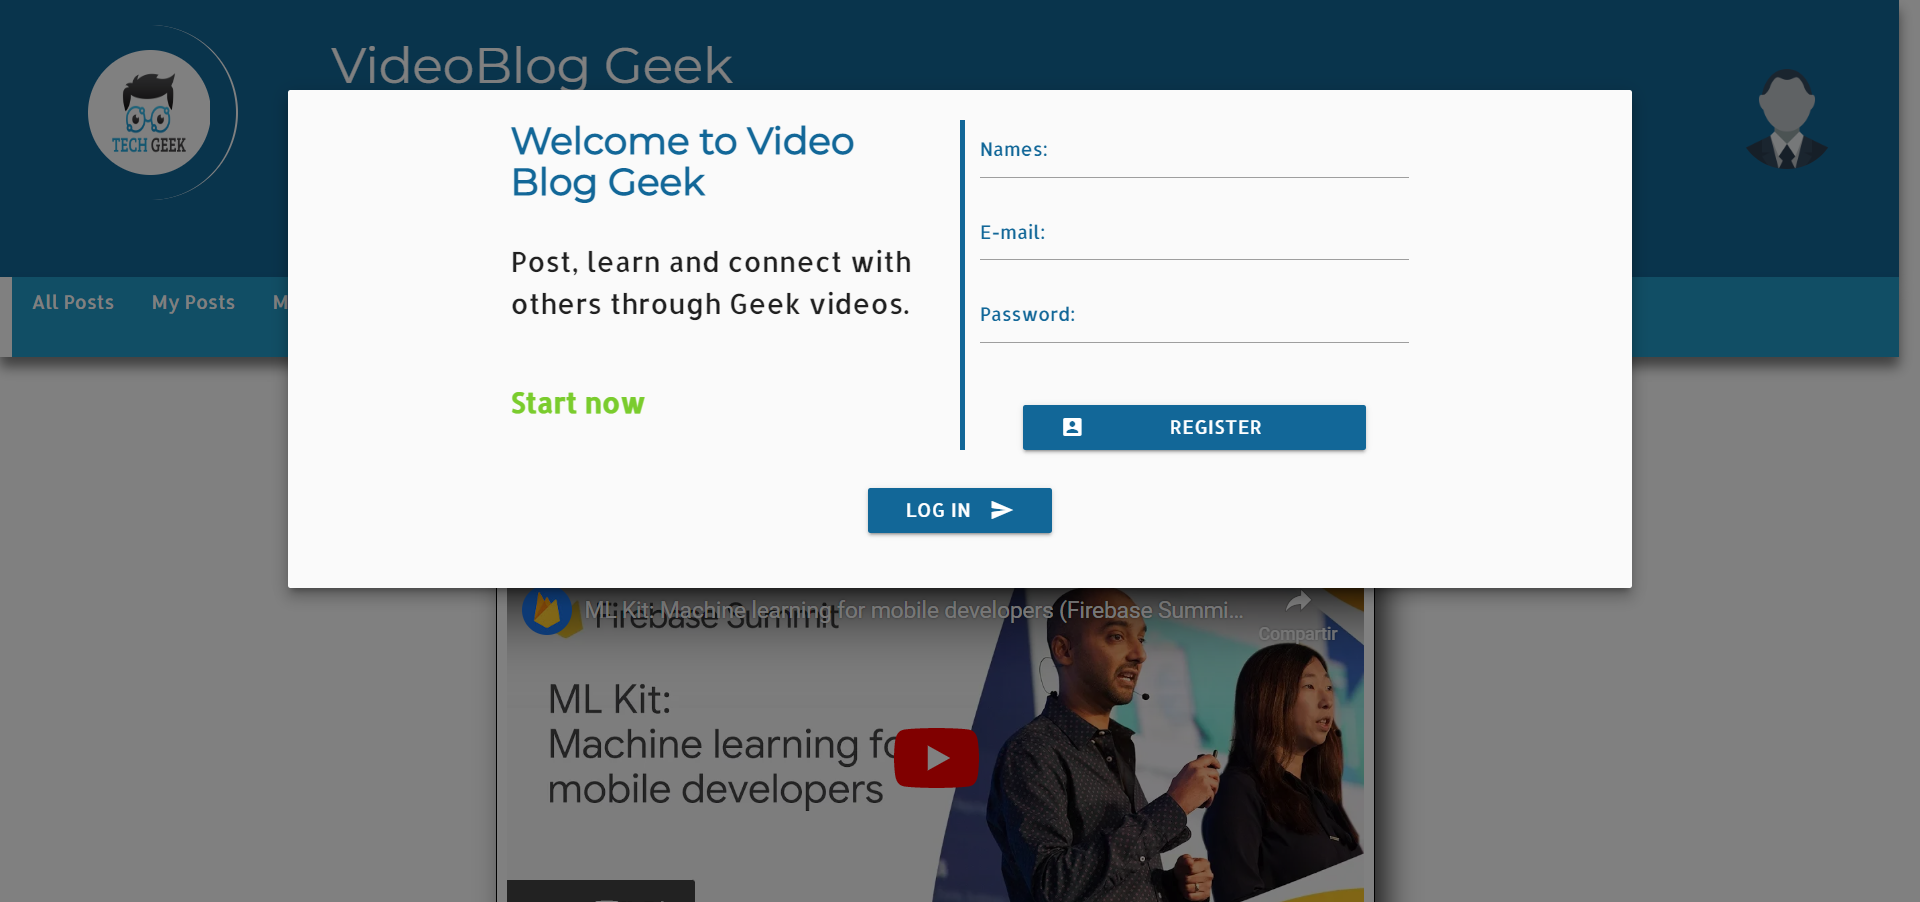 VideoBlog Geek
TECH GEEK
Welcome to Video
Blog Geek
Post, learn and connect with
others through Geek videos.
Start now
Names:
E-mail:
Password:
REGISTER
LOG IN
All Posts
My Posts
M
ML Kit: Machine learning for mobile developers (Firebase Summi...
Firebase Summit
Compartir
ML Kit:
Machine learning fo
mobile developers